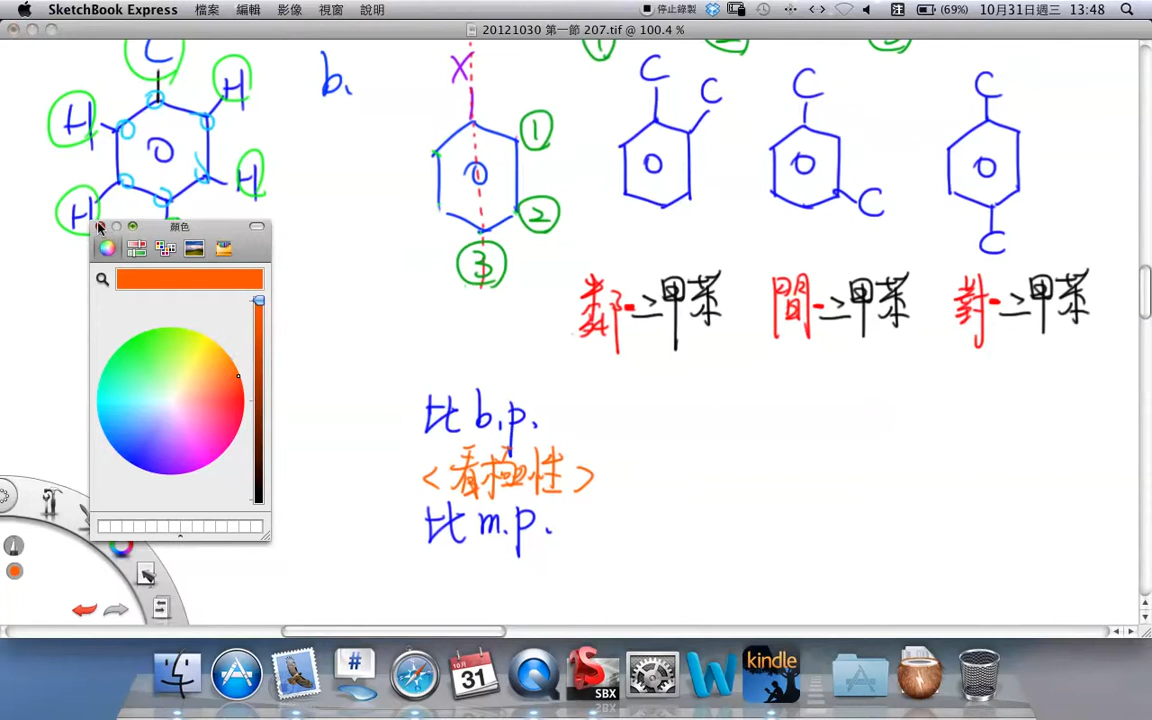 SketchBook Express 檔案 編輯 影像 視窗 說明 停止錄製 (69%) 10月31日週三 13:48
20121030 第一節 207.tif @ 100.4 %
C
H
H
H
H
b.
X
1
2
3
C
C
C
C
C
C
鄰-二甲苯 間-二甲苯 對-二甲苯
顏色
比 b.p.
<看極性>
比 m.p.
10月
31
#
SBX
W
kindle